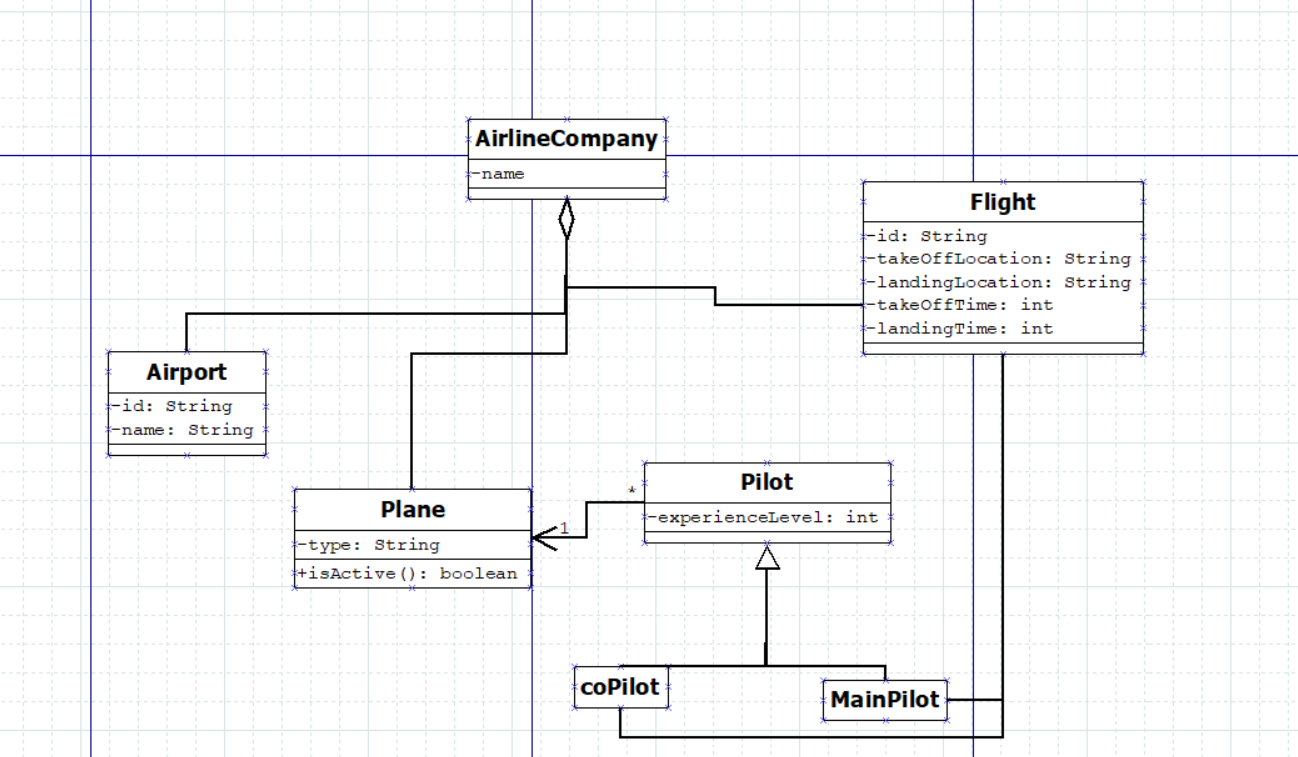 AirlineCompany
-name
Flight
-id: String
-takeOffLocation: String
-landingLocation: String
-takeOffTime: int
-landingTime: int
Airport
-id: String
-name: String
Plane
-type: String
+isActive(): boolean
1
*
Pilot
-experienceLevel: int
coPilot
MainPilot